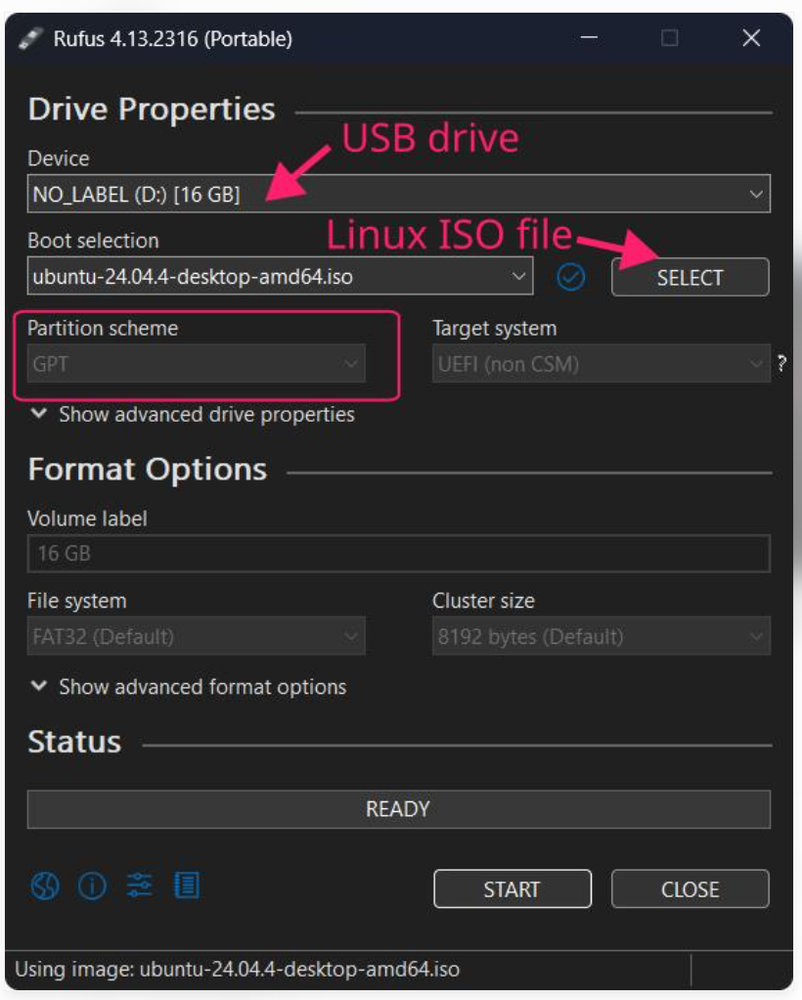 Rufus 4.13.2316 (Portable)
Drive Properties
USB drive
Device
NO_LABEL (D:) [16 GB]
Linux ISO file
Boot selection
ubuntu-24.04.4-desktop-amd64.iso
SELECT
Partition scheme
Target system
GPT
UEFI (non CSM)
?
Show advanced drive properties
Format Options
Volume label
16 GB
File system
Cluster size
FAT32 (Default)
8192 bytes (Default)
Show advanced format options
Status
READY
START
CLOSE
Using image: ubuntu-24.04.4-desktop-amd64.iso